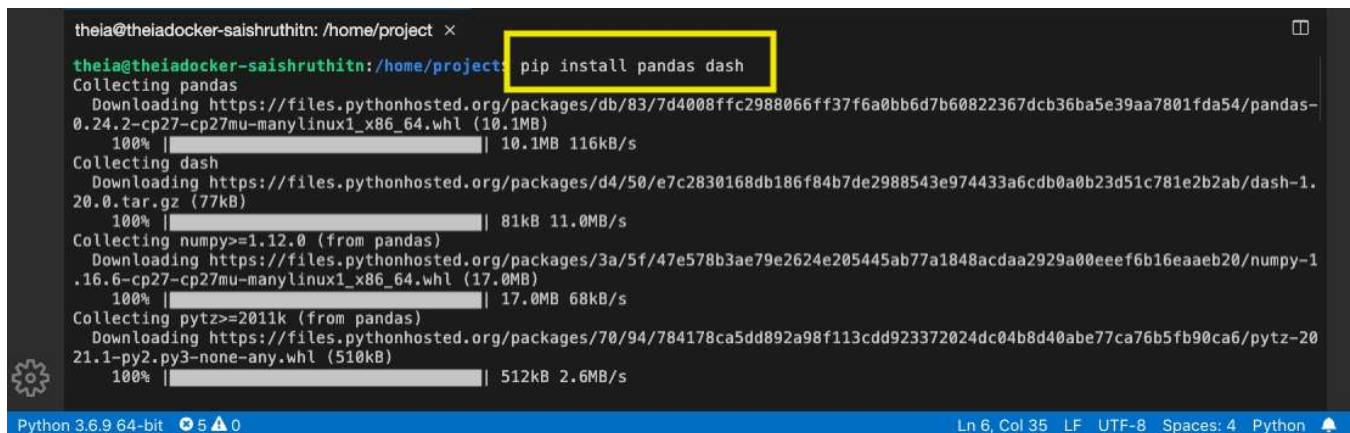 theia@theiadocker-saishruthitn: /home/project ×
theia@theiadocker-saishruthitn:/home/project$ pip install pandas dash
Collecting pandas
Downloading https://files.pythonhosted.org/packages/db/83/7d4008ffc2988066ff37f6a0bb6d7b60822367dcb36ba5e39aa7801fda54/pandas-
0.24.2-cp27-cp27mu-manylinux1_x86_64.whl (10.1MB)
100% | | 10.1MB 116kB/s
Collecting dash
Downloading https://files.pythonhosted.org/packages/d4/50/e7c2830168db186f84b7de2988543e974433a6cdb0a0b23d51c781e2b2ab/dash-1.
20.0.tar.gz (77kB)
100% | | 81kB 11.0MB/s
Collecting numpy>=1.12.0 (from pandas)
Downloading https://files.pythonhosted.org/packages/3a/5f/47e578b3ae79e2624e205445ab77a1848acdaa2929a00eeef6b16eaaeb20/numpy-1
.16.6-cp27-cp27mu-manylinux1_x86_64.whl (17.0MB)
100% | | 17.0MB 68kB/s
Collecting pytz>=2011k (from pandas)
Downloading https://files.pythonhosted.org/packages/70/94/784178ca5dd892a98f113cdd923372024dc04b8d40abe77ca76b5fb90ca6/pytz-20
21.1-py2.py3-none-any.whl (510kB)
100% | | 512kB 2.6MB/s
Python 3.6.9 64-bit 5 0 Ln 6, Col 35 LF UTF-8 Spaces: 4 Python